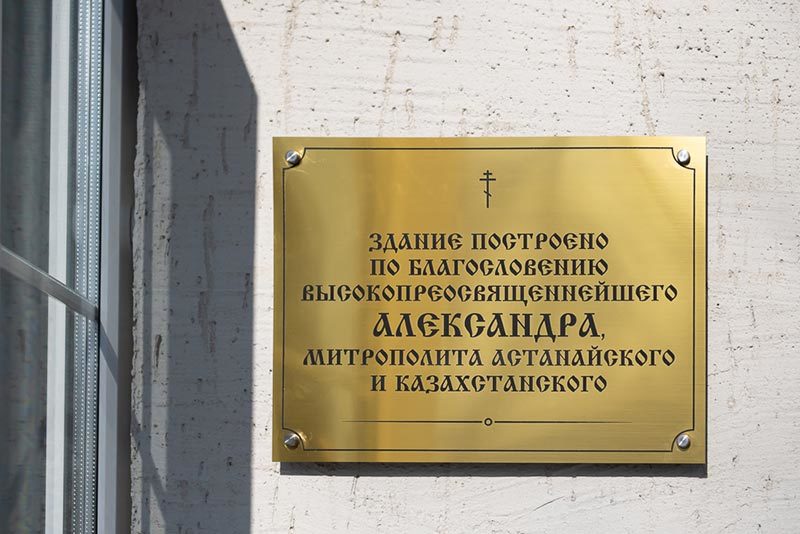 ЗДАНИЕ ПОСТРОЕНО
ПО БЛАГОСЛОВЕНИЮ
ВЫСОКОПРЕОСВЯЩЕННЕЙШЕГО
АЛЕКСАНДРА,
МИТРОПОЛИТА АСТАНАЙСКОГО
И КАЗАХСТАНСКОГО